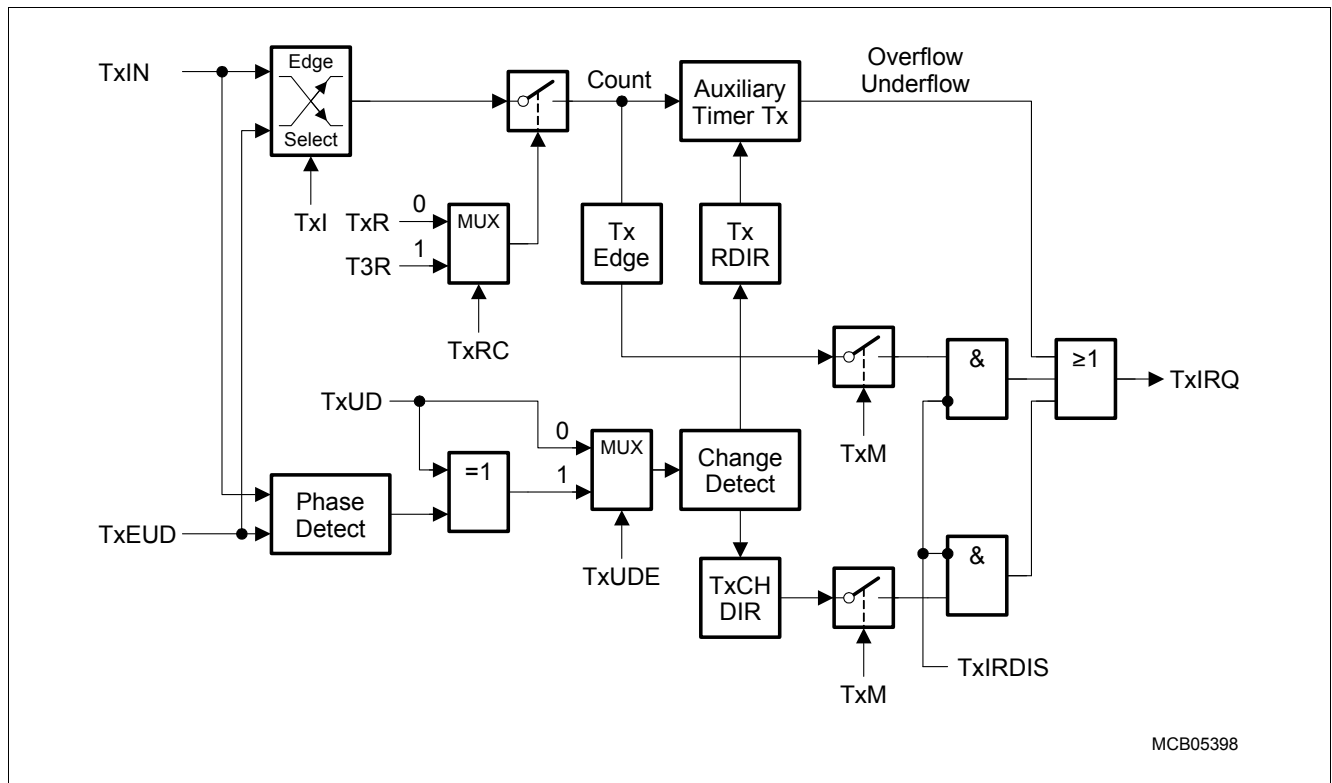 Edge
Select
TxIN
TxI
Count
Auxiliary
Timer Tx
Overflow
Underflow
TxR
0
T3R
1
MUX
TxRC
Tx
Edge
Tx
RDIR
TxM
&
≥1
TxIRQ
TxUD
=1
0
1
MUX
TxUDE
Change
Detect
Phase
Detect
TxEUD
TxCH
DIR
TxM
&
TxIRDIS
MCB05398